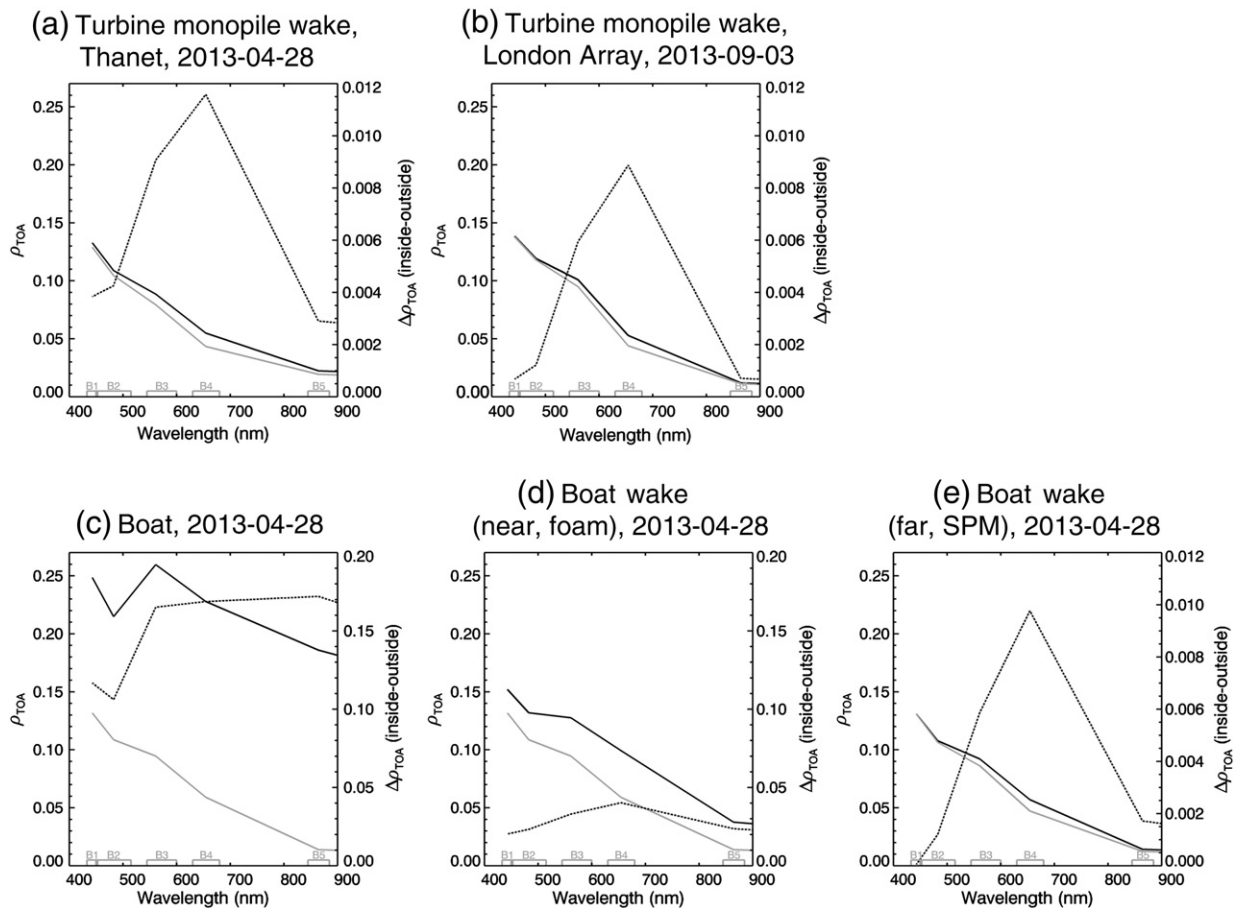 (a) Turbine monopile wake,
Thanet, 2013-04-28
0.25
0.20
0.15
0.10
0.05
0.00
ρTOA
0.012
0.010
0.008
0.006
0.004
0.002
0.000
ΔρTOA (inside-outside)
B1 B2 B3 B4 B5
400 500 600 700 800 900
Wavelength (nm)
(b) Turbine monopile wake,
London Array, 2013-09-03
0.25
0.20
0.15
0.10
0.05
0.00
ρTOA
0.012
0.010
0.008
0.006
0.004
0.002
0.000
ΔρTOA (inside-outside)
B1 B2 B3 B4 B5
400 500 600 700 800 900
Wavelength (nm)
(c) Boat, 2013-04-28
0.25
0.20
0.15
0.10
0.05
0.00
ρTOA
0.20
0.15
0.10
0.05
0.00
ΔρTOA (inside-outside)
B1 B2 B3 B4 B5
400 500 600 700 800 900
Wavelength (nm)
(d) Boat wake
(near, foam), 2013-04-28
0.25
0.20
0.15
0.10
0.05
0.00
ρTOA
0.20
0.15
0.10
0.05
0.00
ΔρTOA (inside-outside)
B1 B2 B3 B4 B5
400 500 600 700 800 900
Wavelength (nm)
(e) Boat wake
(far, SPM), 2013-04-28
0.25
0.20
0.15
0.10
0.05
0.00
ρTOA
0.012
0.010
0.008
0.006
0.004
0.002
0.000
ΔρTOA (inside-outside)
B1 B2 B3 B4 B5
400 500 600 700 800 900
Wavelength (nm)